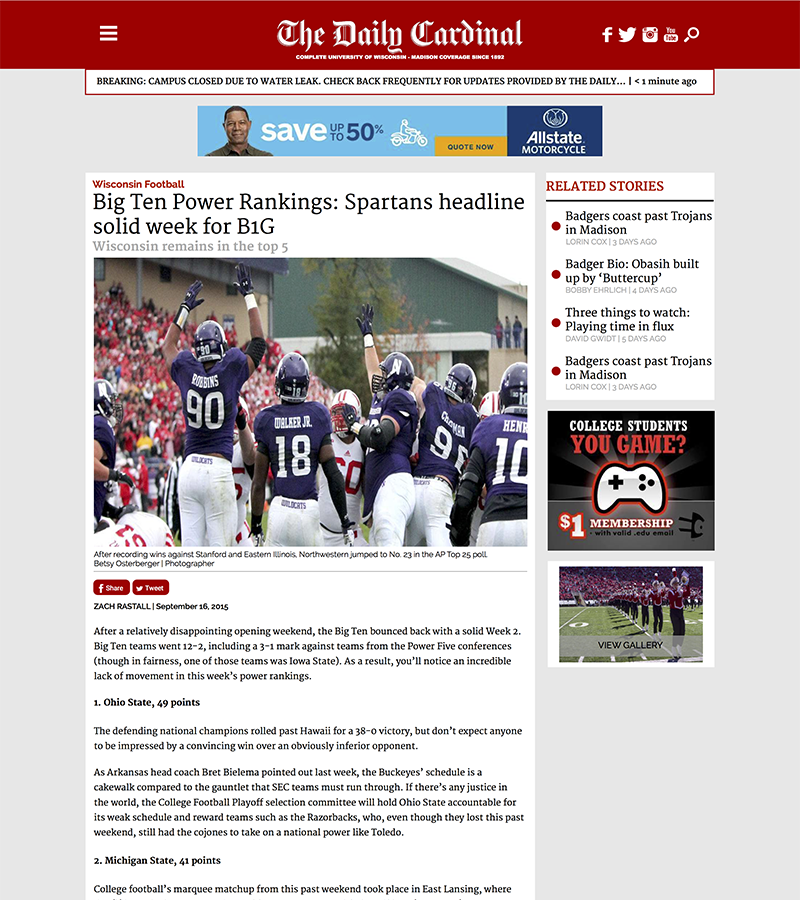 The Daily Cardinal
COMPLETE UNIVERSITY OF WISCONSIN - MADISON COVERAGE SINCE 1892
You
Tube
BREAKING: CAMPUS CLOSED DUE TO WATER LEAK. CHECK BACK FREQUENTLY FOR UPDATES PROVIDED BY THE DAILY... | < 1 minute ago
save UP TO 50%
QUOTE NOW
Allstate
MOTORCYCLE
Wisconsin Football
Big Ten Power Rankings: Spartans headline
solid week for B1G
Wisconsin remains in the top 5
90
ROBBINS
90
WILDCATS
18
WALKER JR.
18
WILDCATS
60
A
96
CHAPMAN
96
10
HENR
10
After recording wins against Stanford and Eastern Illinois, Northwestern jumped to No. 23 in the AP Top 25 poll.
Betsy Osterberger | Photographer
Share
Tweet
ZACH RASTALL | September 16, 2015
After a relatively disappointing opening weekend, the Big Ten bounced back with a solid Week 2.
Big Ten teams went 12-2, including a 3-1 mark against teams from the Power Five conferences
(though in fairness, one of those teams was Iowa State). As a result, you'll notice an incredible
lack of movement in this week's power rankings.
1. Ohio State, 49 points
The defending national champions rolled past Hawaii for a 38-0 victory, but don't expect anyone
to be impressed by a convincing win over an obviously inferior opponent.
As Arkansas head coach Bret Bielema pointed out last week, the Buckeyes' schedule is a
cakewalk compared to the gauntlet that SEC teams must run through. If there's any justice in
the world, the College Football Playoff selection committee will hold Ohio State accountable for
its weak schedule and reward teams such as the Razorbacks, who, even though they lost this past
weekend, still had the cojones to take on a national power like Toledo.
2. Michigan State, 41 points
College football's marquee matchup from this past weekend took place in East Lansing, where
RELATED STORIES
Badgers coast past Trojans
in Madison
LORIN COX | 3 DAYS AGO
Badger Bio: Obasih built
up by 'Buttercup'
BOBBY EHRLICH | 4 DAYS AGO
Three things to watch:
Playing time in flux
DAVID GWIDT | 5 DAYS AGO
Badgers coast past Trojans
in Madison
LORIN COX | 3 DAYS AGO
COLLEGE STUDENTS
YOU GAME?
$1 MEMBERSHIP
- with valid .edu email
VIEW GALLERY